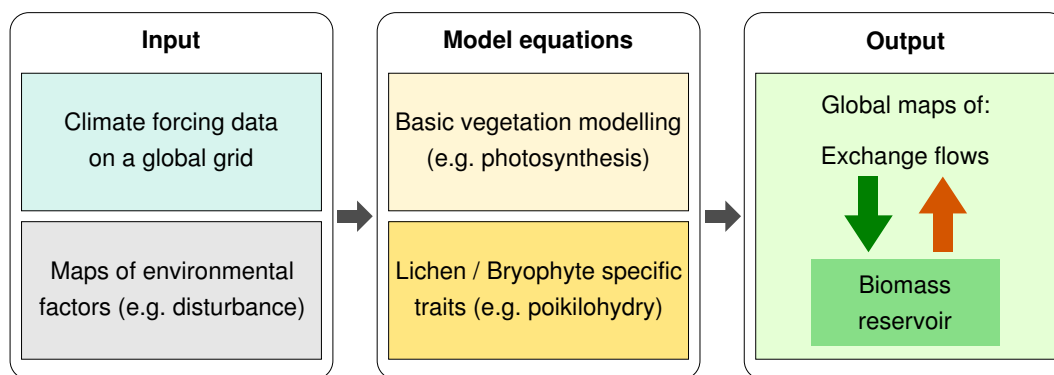 Input
Climate forcing data
on a global grid
Maps of environmental
factors (e.g. disturbance)
Model equations
Basic vegetation modelling
(e.g. photosynthesis)
Lichen / Bryophyte specific
traits (e.g. poikilohydry)
Output
Global maps of:
Exchange flows
Biomass
reservoir